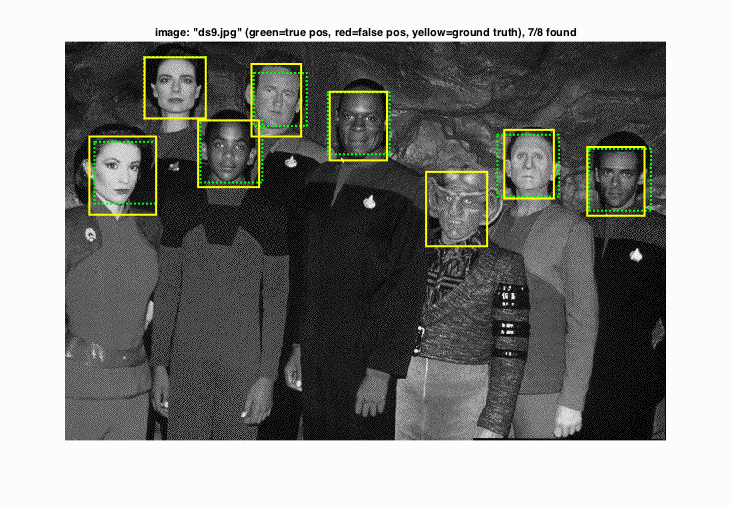 image: "ds9.jpg" (green=true pos, red=false pos, yellow=ground truth), 7/8 found